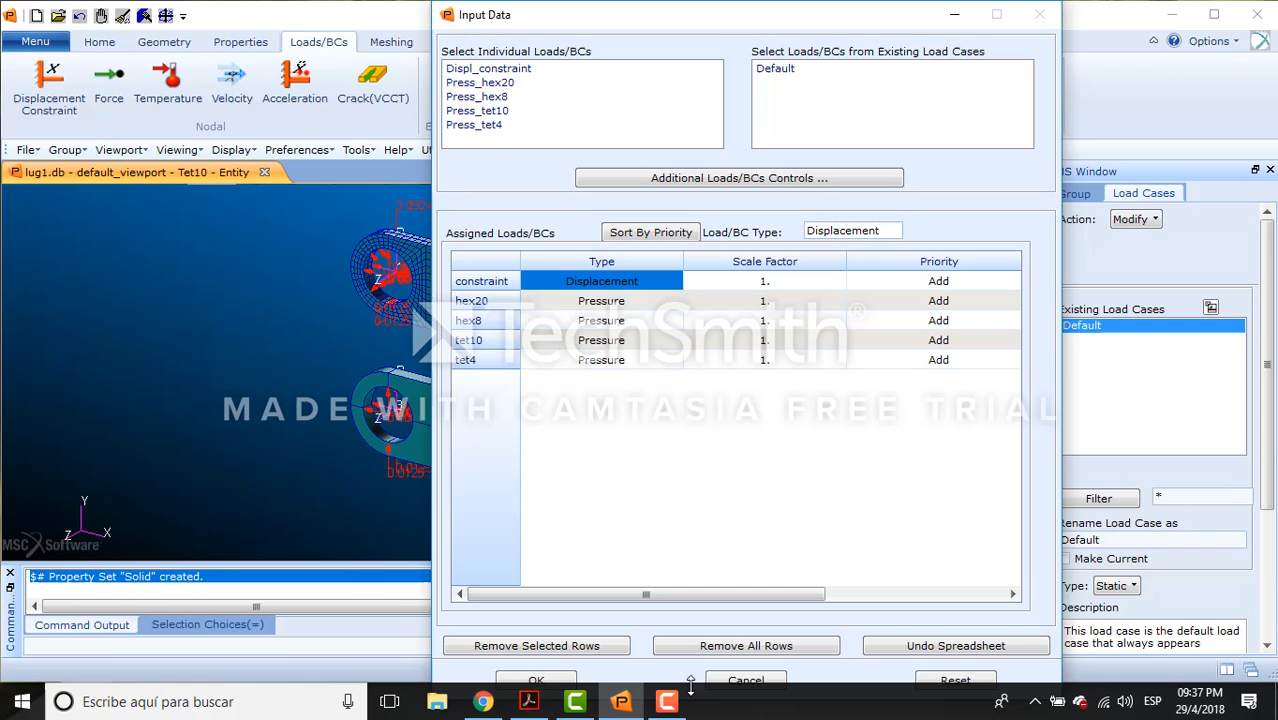 Input Data
Menu Home Geometry Properties Loads/BCs Meshing
Options
Displacement Constraint
Force
Temperature
Velocity
Acceleration
Crack(VCCT)
Nodal
File Group Viewport Viewing Display Preferences Tools Help
lug1.db - default_viewport - Tet10 - Entity
Select Individual Loads/BCs
Displ_constraint
Press_hex20
Press_hex8
Press_tet10
Press_tet4
Select Loads/BCs from Existing Load Cases
Default
Additional Loads/BCs Controls ...
Assigned Loads/BCs Sort By Priority Load/BC Type: Displacement
Type Scale Factor Priority
constraint Displacement 1. Add
hex20 Pressure 1. Add
hex8 Pressure 1. Add
tet10 Pressure 1. Add
tet4 Pressure 1. Add
Remove Selected Rows Remove All Rows Undo Spreadsheet
OK Cancel Reset
TechSmith®
MADE WITH CAMTASIA FREE TRIAL
S Window
Group Load Cases
Action: Modify
Existing Load Cases
Default
Filter *
Rename Load Case as
Default
Make Current
Type: Static
Description
This load case is the default load
case that always appears
Y
Z X
MSC Software
$# Property Set "Solid" created.
Command Output Selection Choices(=)
Escribe aquí para buscar
ESP
09:37 PM
29/4/2018